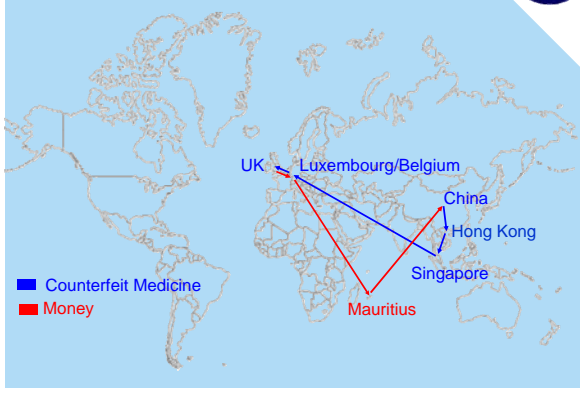 UK
Luxembourg/Belgium
China
Hong Kong
Singapore
Counterfeit Medicine
Money
Mauritius